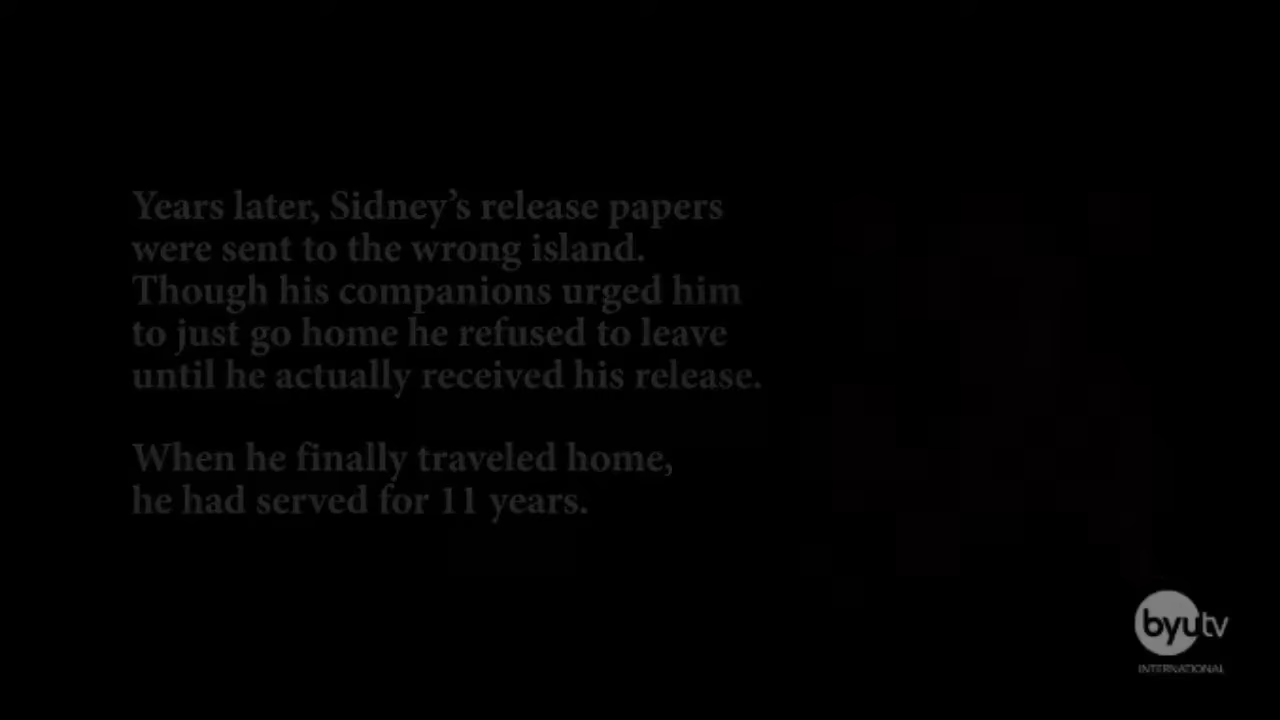 Years later, Sidney’s release papers
were sent to the wrong island.
Though his companions urged him
to just go home he refused to leave
until he actually received his release.
When he finally traveled home,
he had served for 11 years.
byutv
INTERNATIONAL